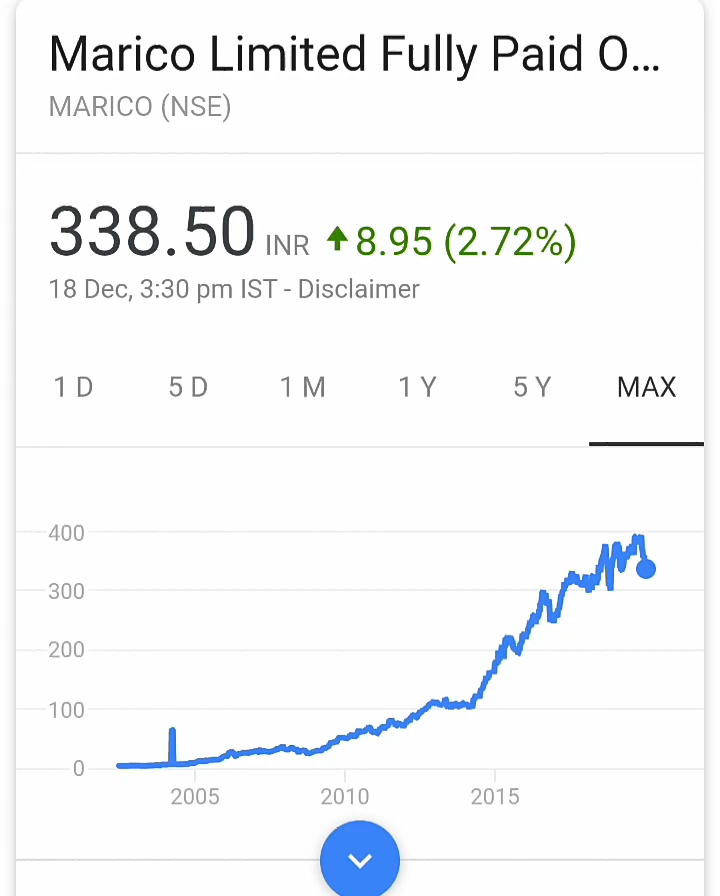 Marico Limited Fully Paid O...
MARICO (NSE)
338.50 INR 8.95 (2.72%)
18 Dec, 3:30 pm IST - Disclaimer
1 D 5 D 1 M 1 Y 5 Y MAX
400
300
200
100
0
2005 2010 2015